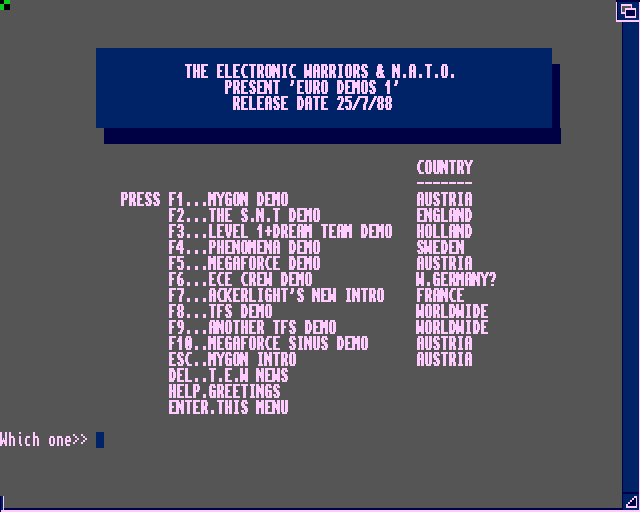 THE ELECTRONIC WARRIORS & N.A.T.O.
PRESENT 'EURO DEMOS 1'
RELEASE DATE 25/7/88
COUNTRY
-------
PRESS F1...MYGON DEMO AUSTRIA
F2...THE S.N.T DEMO ENGLAND
F3...LEVEL 1+DREAM TEAM DEMO HOLLAND
F4...PHENOMENA DEMO SWEDEN
F5...MEGAFORCE DEMO AUSTRIA
F6...ECE CREW DEMO W.GERMANY?
F7...ACKERLIGHT'S NEW INTRO FRANCE
F8...TFS DEMO WORLDWIDE
F9...ANOTHER TFS DEMO WORLDWIDE
F10..MEGAFORCE SINUS DEMO AUSTRIA
ESC..MYGON INTRO AUSTRIA
DEL..T.E.W NEWS
HELP.GREETINGS
ENTER.THIS MENU
Which one>>